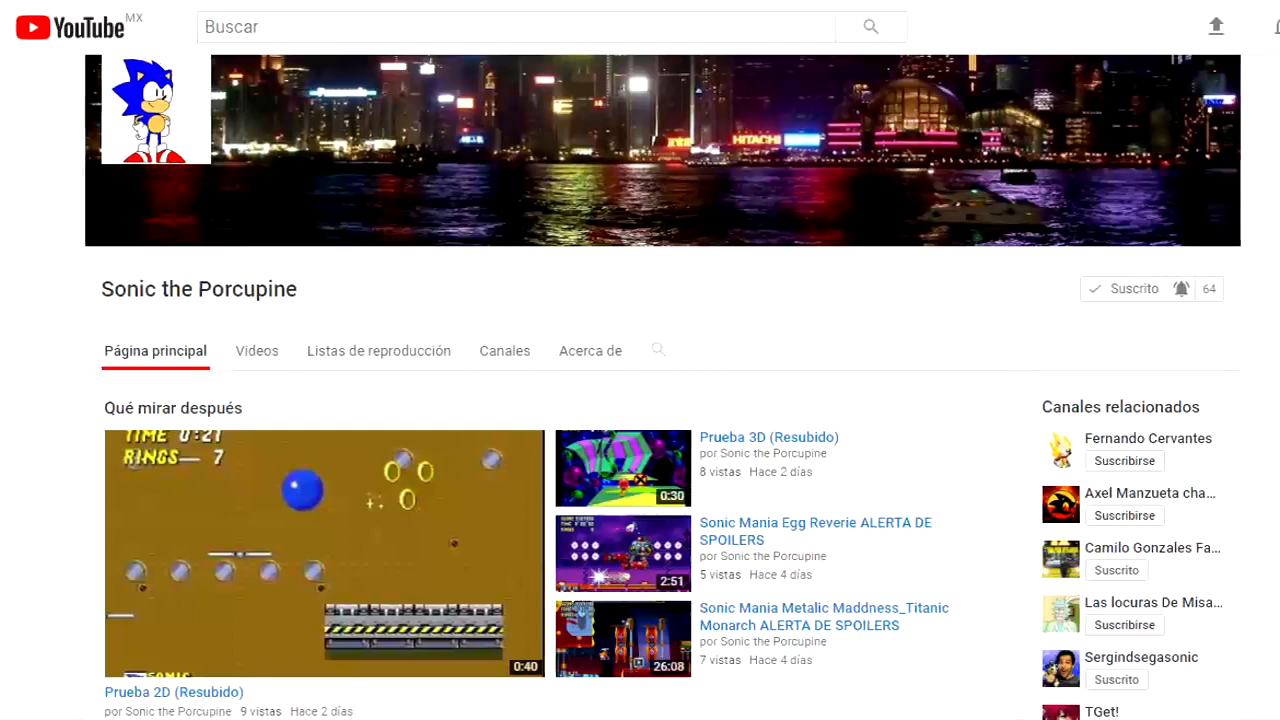 YouTube MX
Buscar
Panasonic
HITACHI
Sonic the Porcupine
Suscrito 64
Página principal
Videos
Listas de reproducción
Canales
Acerca de
Qué mirar después
TIME 0:21
RINGS— 7
SONIC
0:40
Prueba 2D (Resubido)
por Sonic the Porcupine 9 vistas Hace 2 días
0:30
Prueba 3D (Resubido)
por Sonic the Porcupine
8 vistas Hace 2 días
2:51
Sonic Mania Egg Reverie ALERTA DE
SPOILERS
por Sonic the Porcupine
5 vistas Hace 4 días
26:08
Sonic Mania Metalic Maddness_Titanic
Monarch ALERTA DE SPOILERS
por Sonic the Porcupine
7 vistas Hace 4 días
Canales relacionados
Fernando Cervantes
Suscribirse
Axel Manzueta cha...
Suscribirse
Camilo Gonzales Fa...
Suscrito
Las locuras De Misa...
Suscribirse
Sergindsegasonic
Suscrito
TGet!